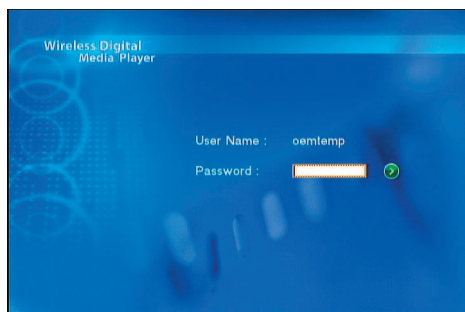 Wireless Digital
Media Player
User Name : oemtemp
Password :